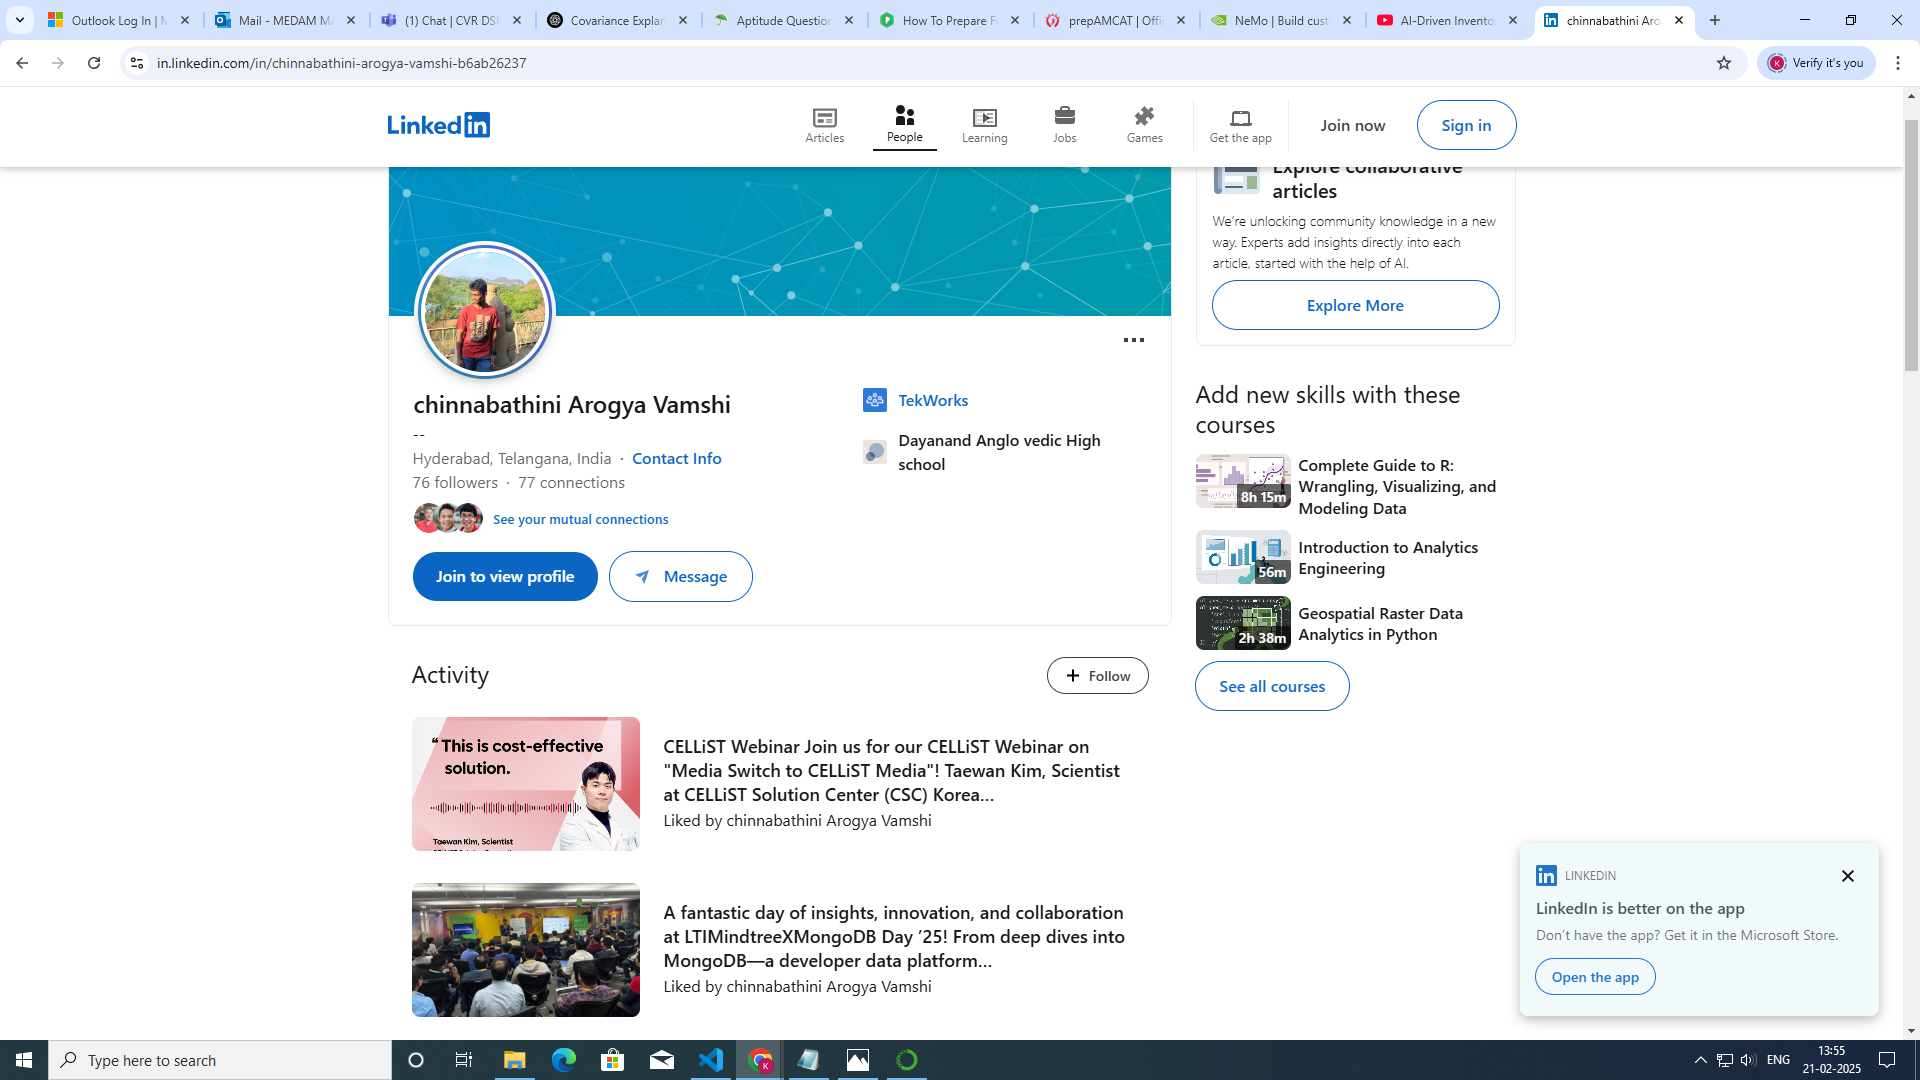 Outlook Log In | M
Mail - MEDAM MA
(1) Chat | CVR DS
Covariance Explan
Aptitude Question
How To Prepare F
prepAMCAT | Offi
NeMo | Build cust
AI-Driven Invento
chinnabathini Aro
in.linkedin.com/in/chinnabathini-arogya-vamshi-b6ab26237
K
Verify it's you
Linked in
Articles
People
Learning
Jobs
Games
Get the app
Join now
Sign in
Explore collaborative
articles
We're unlocking community knowledge in a new
way. Experts add insights directly into each
article, started with the help of AI.
Explore More
chinnabathini Arogya Vamshi
--
Hyderabad, Telangana, India · Contact Info
76 followers · 77 connections
See your mutual connections
Join to view profile
Message
TekWorks
Dayanand Anglo vedic High
school
Add new skills with these
courses
8h 15m
Complete Guide to R:
Wrangling, Visualizing, and
Modeling Data
56m
Introduction to Analytics
Engineering
2h 38m
Geospatial Raster Data
Analytics in Python
See all courses
Activity
Follow
“ This is cost-effective
solution.
Taewan Kim, Scientist
CELLiST Webinar Join us for our CELLiST Webinar on
"Media Switch to CELLiST Media"! Taewan Kim, Scientist
at CELLiST Solution Center (CSC) Korea…
Liked by chinnabathini Arogya Vamshi
A fantastic day of insights, innovation, and collaboration
at LTIMindtreeXMongoDB Day ’25! From deep dives into
MongoDB—a developer data platform…
Liked by chinnabathini Arogya Vamshi
LINKEDIN
LinkedIn is better on the app
Don’t have the app? Get it in the Microsoft Store.
Open the app
Type here to search
ENG
13:55
21-02-2025